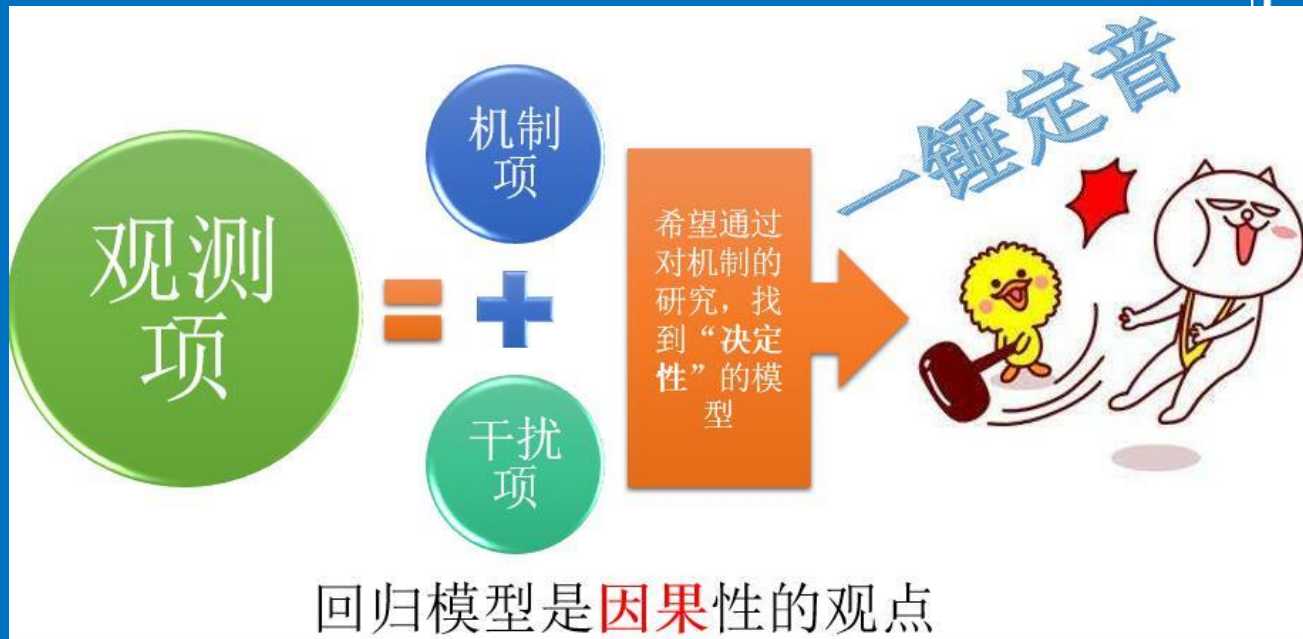 观测
项
机制
项
干扰
项
希望通过
对机制的
研究，找
到“决定
性”的模
型
一锤定音
回归模型是因果性的观点